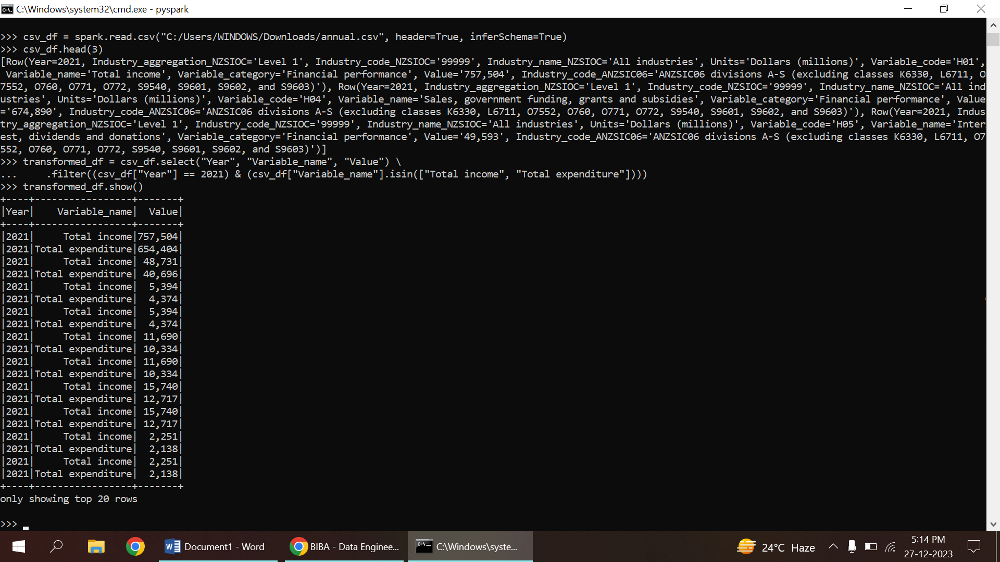 C:\Windows\system32\cmd.exe - pyspark
>>> csv_df = spark.read.csv("C:/Users/WINDOWS/Downloads/annual.csv", header=True, inferSchema=True)
>>> csv_df.head(3)
[Row(Year=2021, Industry_aggregation_NZSIOC='Level 1', Industry_code_NZSIOC='99999', Industry_name_NZSIOC='All industries', Units='Dollars (millions)', Variable_code='H01',
 Variable_name='Total income', Variable_category='Financial performance', Value='757,504', Industry_code_ANZSIC06='ANZSIC06 divisions A-S (excluding classes K6330, L6711, O
7552, O760, O771, O772, S9540, S9601, S9602, and S9603)'), Row(Year=2021, Industry_aggregation_NZSIOC='Level 1', Industry_code_NZSIOC='99999', Industry_name_NZSIOC='All ind
ustries', Units='Dollars (millions)', Variable_code='H04', Variable_name='Sales, government funding, grants and subsidies', Variable_category='Financial performance', Value
='674,890', Industry_code_ANZSIC06='ANZSIC06 divisions A-S (excluding classes K6330, L6711, O7552, O760, O771, O772, S9540, S9601, S9602, and S9603)'), Row(Year=2021, Indus
try_aggregation_NZSIOC='Level 1', Industry_code_NZSIOC='99999', Industry_name_NZSIOC='All industries', Units='Dollars (millions)', Variable_code='H05', Variable_name='Inter
est, dividends and donations', Variable_category='Financial performance', Value='49,593', Industry_code_ANZSIC06='ANZSIC06 divisions A-S (excluding classes K6330, L6711, O7
552, O760, O771, O772, S9540, S9601, S9602, and S9603)')]
>>> transformed_df = csv_df.select("Year", "Variable_name", "Value") \
...     .filter((csv_df["Year"] == 2021) & (csv_df["Variable_name"].isin(["Total income", "Total expenditure"])))
>>> transformed_df.show()
+----+-----------------+-------+
|Year|    Variable_name|  Value|
+----+-----------------+-------+
|2021|     Total income|757,504|
|2021|Total expenditure|654,404|
|2021|     Total income| 48,731|
|2021|Total expenditure| 40,696|
|2021|     Total income|  5,394|
|2021|Total expenditure|  4,374|
|2021|     Total income|  5,394|
|2021|Total expenditure|  4,374|
|2021|     Total income| 11,690|
|2021|Total expenditure| 10,334|
|2021|     Total income| 11,690|
|2021|Total expenditure| 10,334|
|2021|     Total income| 15,740|
|2021|Total expenditure| 12,717|
|2021|     Total income| 15,740|
|2021|Total expenditure| 12,717|
|2021|     Total income|  2,251|
|2021|Total expenditure|  2,138|
|2021|     Total income|  2,251|
|2021|Total expenditure|  2,138|
+----+-----------------+-------+
only showing top 20 rows
>>>
Document1 - Word
BIBA - Data Enginee...
C:\Windows\syste...
24°C Haze
5:14 PM
27-12-2023